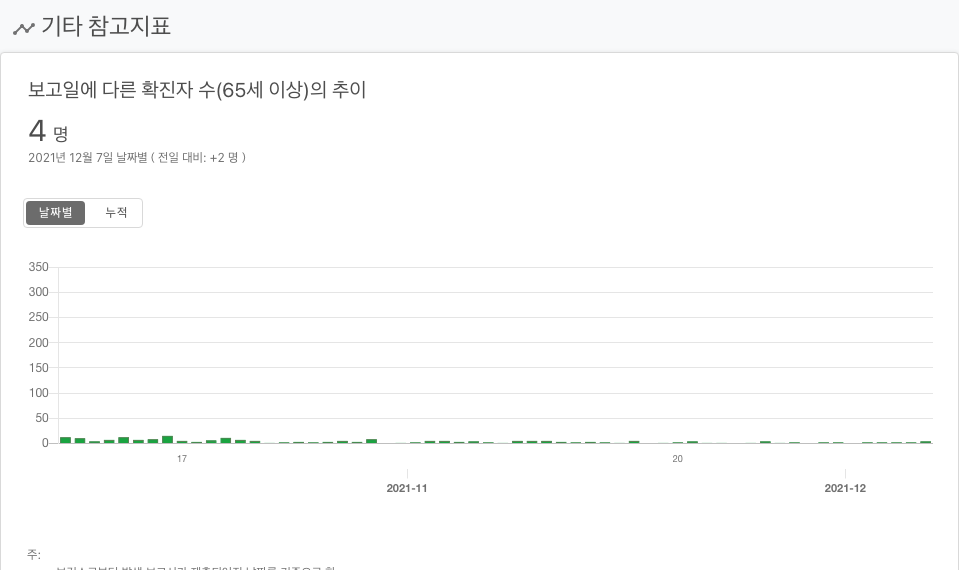 기타 참고지표
보고일에 다른 확진자 수(65세 이상)의 추이
4 명
2021년 12월 7일 날짜별 ( 전일 대비: +2 명 )
날짜별 누적
350
300
250
200
150
100
50
0
17 20
2021-11 2021-12
주: